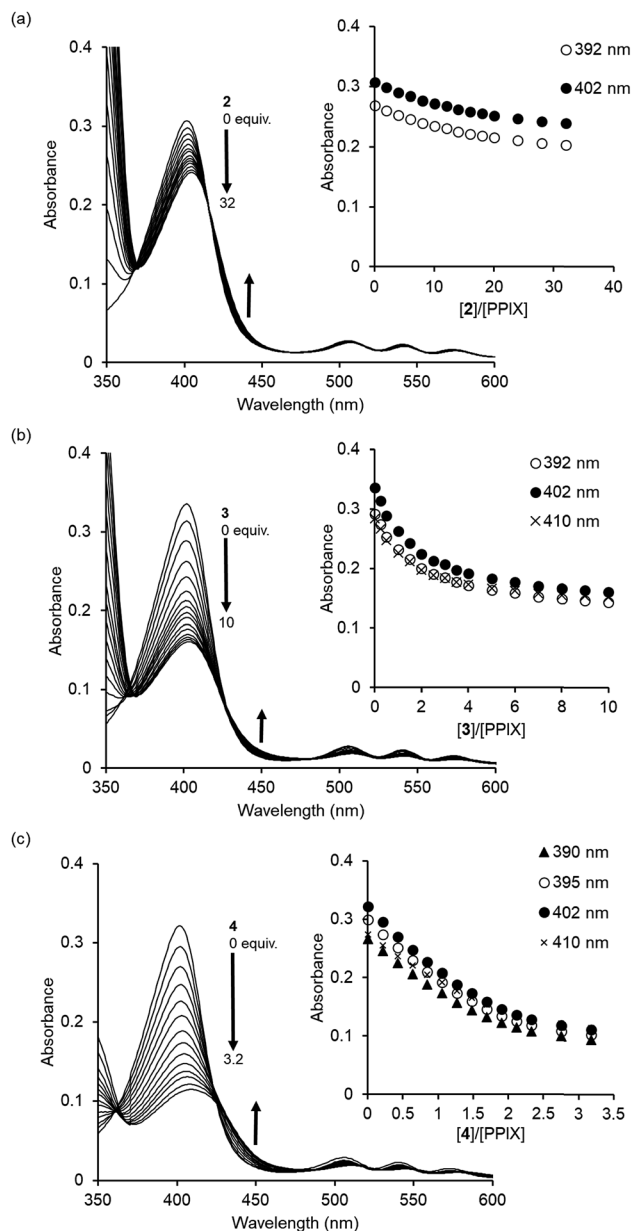 (a)
0.4
0.3
0.2
0.1
0
Absorbance
350 400 450 500 550 600
Wavelength (nm)
2
0 equiv.
32
0.4
0.3
0.2
0.1
0
Absorbance
0 10 20 30 40
[2]/[PPIX]
392 nm
402 nm
(b)
0.4
0.3
0.2
0.1
0
Absorbance
350 400 450 500 550 600
Wavelength (nm)
3
0 equiv.
10
0.4
0.3
0.2
0.1
0
Absorbance
0 2 4 6 8 10
[3]/[PPIX]
392 nm
402 nm
410 nm
(c)
0.4
0.3
0.2
0.1
0
Absorbance
350 400 450 500 550 600
Wavelength (nm)
4
0 equiv.
3.2
0.4
0.3
0.2
0.1
0
Absorbance
0 0.5 1 1.5 2 2.5 3 3.5
[4]/[PPIX]
390 nm
395 nm
402 nm
410 nm